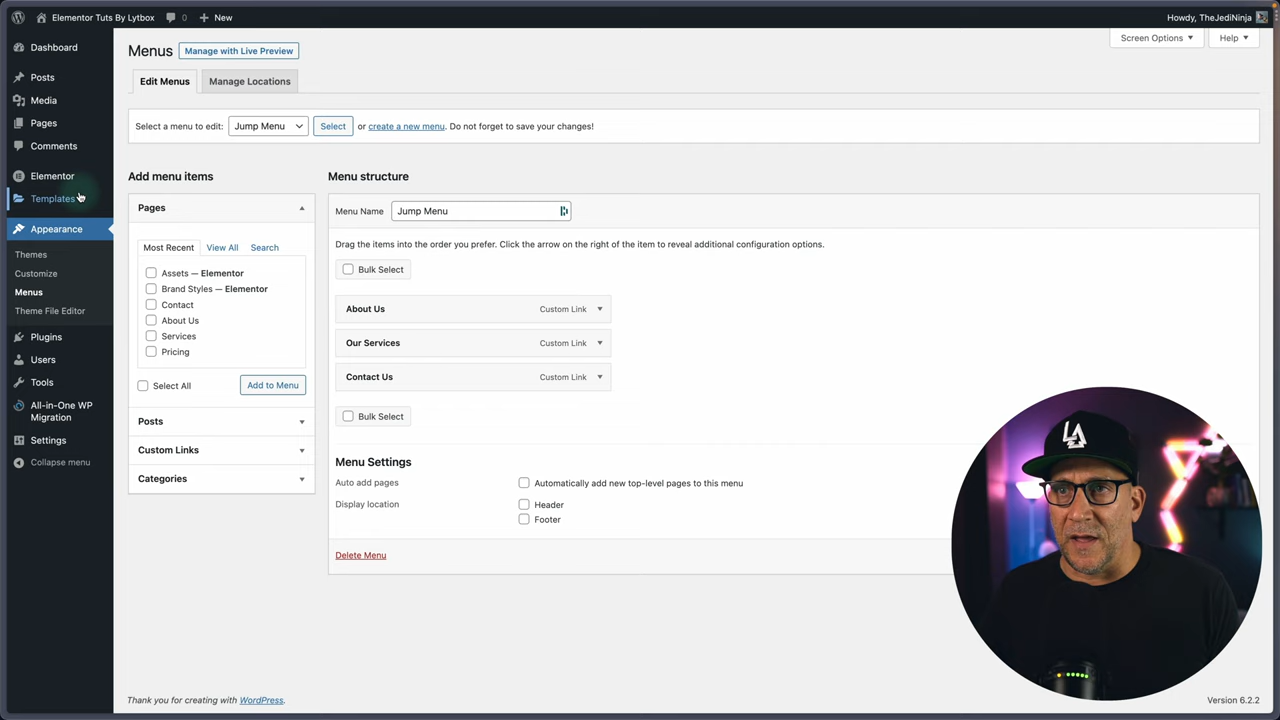 Elementor Tuts By Lytbox
0
New
Howdy, TheJediNinja
Dashboard
Posts
Media
Pages
Comments
Elementor
Templates
Appearance
Themes
Customize
Menus
Theme File Editor
Plugins
Users
Tools
All-in-One WP
Migration
Settings
Collapse menu
Menus
Manage with Live Preview
Screen Options
Help
Edit Menus
Manage Locations
Select a menu to edit:
Jump Menu
Select
or create a new menu. Do not forget to save your changes!
Add menu items
Pages
Most Recent
View All
Search
Assets — Elementor
Brand Styles — Elementor
Contact
About Us
Services
Pricing
Select All
Add to Menu
Posts
Custom Links
Categories
Menu structure
Menu Name
Jump Menu
Drag the items into the order you prefer. Click the arrow on the right of the item to reveal additional configuration options.
Bulk Select
About Us
Custom Link
Our Services
Custom Link
Contact Us
Custom Link
Bulk Select
Menu Settings
Auto add pages
Automatically add new top-level pages to this menu
Display location
Header
Footer
Delete Menu
LA
Thank you for creating with WordPress.
Version 6.2.2